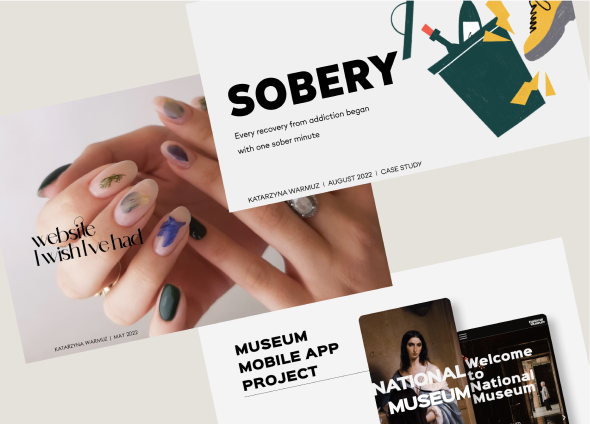 SOBERY
Every recovery from addiction began
with one sober minute
KATARZYNA WARMUZ | AUGUST 2022 | CASE STUDY
website
I wish I've had
KATARZYNA WARMUZ | MAY 2022
MUSEUM
MOBILE APP
PROJECT
NATIONAL
MUSEUM
Welcome
to
National
Museum